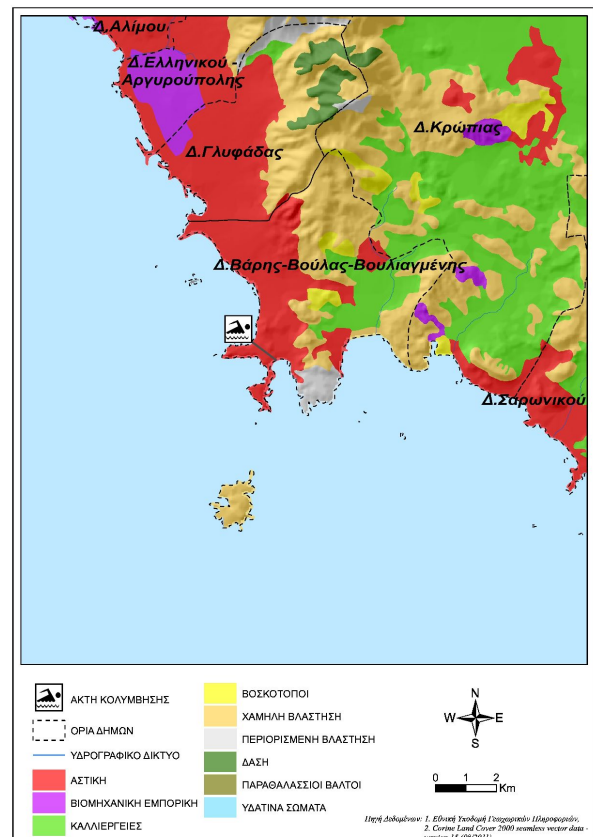 Δ.Αλίμου
Δ.Ελληνικού -
Αργυρούπολης
Δ.Κρωπίας
Δ.Γλυφάδας
Δ.Βάρης-Βούλας-Βουλιαγμένης
Δ.Σαρωνικού
ΑΚΤΗ ΚΟΛΥΜΒΗΣΗΣ
ΟΡΙΑ ΔΗΜΩΝ
ΥΔΡΟΓΡΑΦΙΚΟ ΔΙΚΤΥΟ
ΑΣΤΙΚΗ
ΒΙΟΜΗΧΑΝΙΚΗ ΕΜΠΟΡΙΚΗ
ΚΑΛΛΙΕΡΓΕΙΕΣ
ΒΟΣΚΟΤΟΠΟΙ
ΧΑΜΗΛΗ ΒΛΑΣΤΗΣΗ
ΠΕΡΙΟΡΙΣΜΕΝΗ ΒΛΑΣΤΗΣΗ
ΔΑΣΗ
ΠΑΡΑΘΑΛΑΣΣΙΟΙ ΒΑΛΤΟΙ
ΥΔΑΤΙΝΑ ΣΩΜΑΤΑ
N
W E
S
0 1 2
Km
Πηγή Δεδομένων: 1. Εθνική Υποδομή Γεωχωρικών Πληροφοριών,
2. Corine Land Cover 2000 seamless vector data -